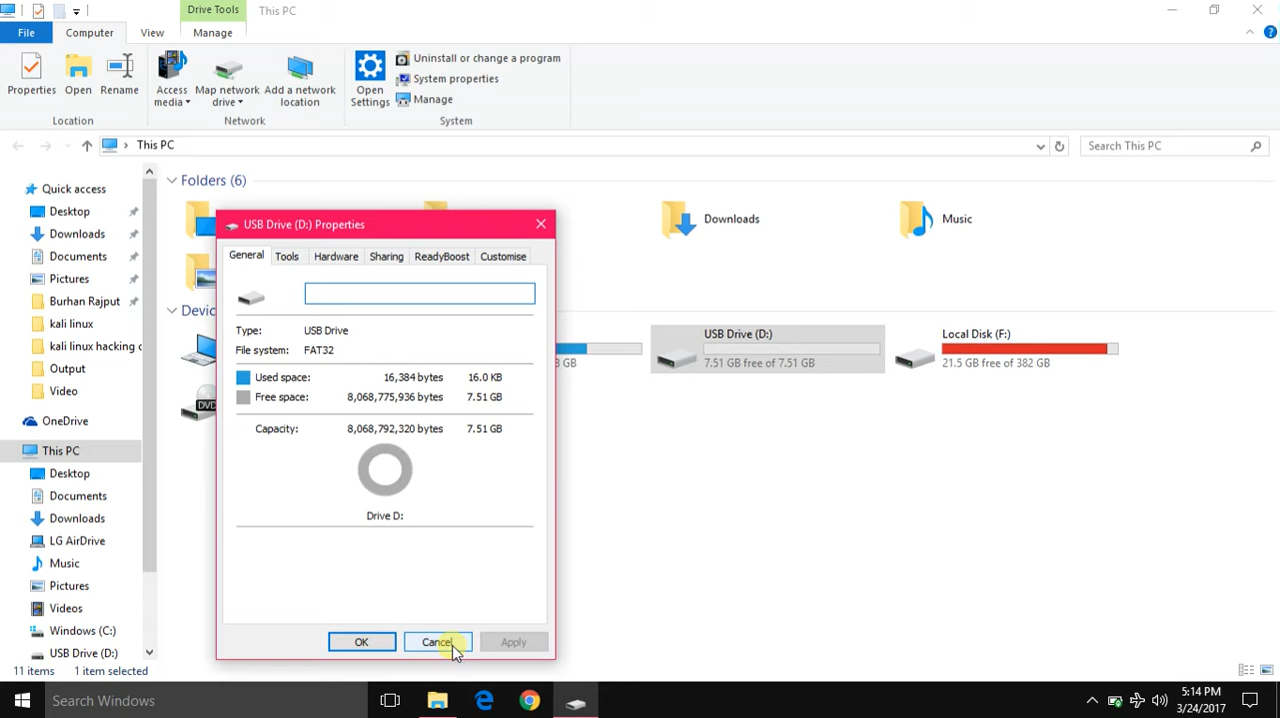 Drive Tools This PC
File Computer View Manage
Properties Open Rename Access media Map network drive Add a network location Open Settings Uninstall or change a program
System properties
Manage
Location Network System
This PC Search This PC
Quick access
Desktop
Downloads
Documents
Pictures
Burhan Rajput
kali linux
kali linux hacking c
Output
Video
OneDrive
This PC
Desktop
Documents
Downloads
LG AirDrive
Music
Pictures
Videos
Windows (C:)
USB Drive (D:)
Folders (6)
Downloads Music
Devic
USB Drive (D:)
7.51 GB free of 7.51 GB
Local Disk (F:)
21.5 GB free of 382 GB
GB
DVD
USB Drive (D:) Properties
General Tools Hardware Sharing ReadyBoost Customise
Type: USB Drive
File system: FAT32
Used space: 16,384 bytes 16.0 KB
Free space: 8,068,775,936 bytes 7.51 GB
Capacity: 8,068,792,320 bytes 7.51 GB
Drive D:
OK Cancel Apply
11 items 1 item selected
Search Windows
5:14 PM
3/24/2017